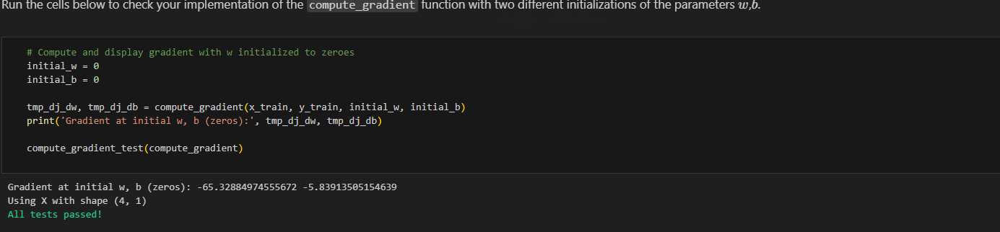 Run the cells below to check your implementation of the compute_gradient function with two different initializations of the parameters w,b.
# Compute and display gradient with w initialized to zeroes
initial_w = 0
initial_b = 0
tmp_dj_dw, tmp_dj_db = compute_gradient(x_train, y_train, initial_w, initial_b)
print('Gradient at initial w, b (zeros):', tmp_dj_dw, tmp_dj_db)
compute_gradient_test(compute_gradient)
Gradient at initial w, b (zeros): -65.32884974555672 -5.83913505154639
Using X with shape (4, 1)
All tests passed!